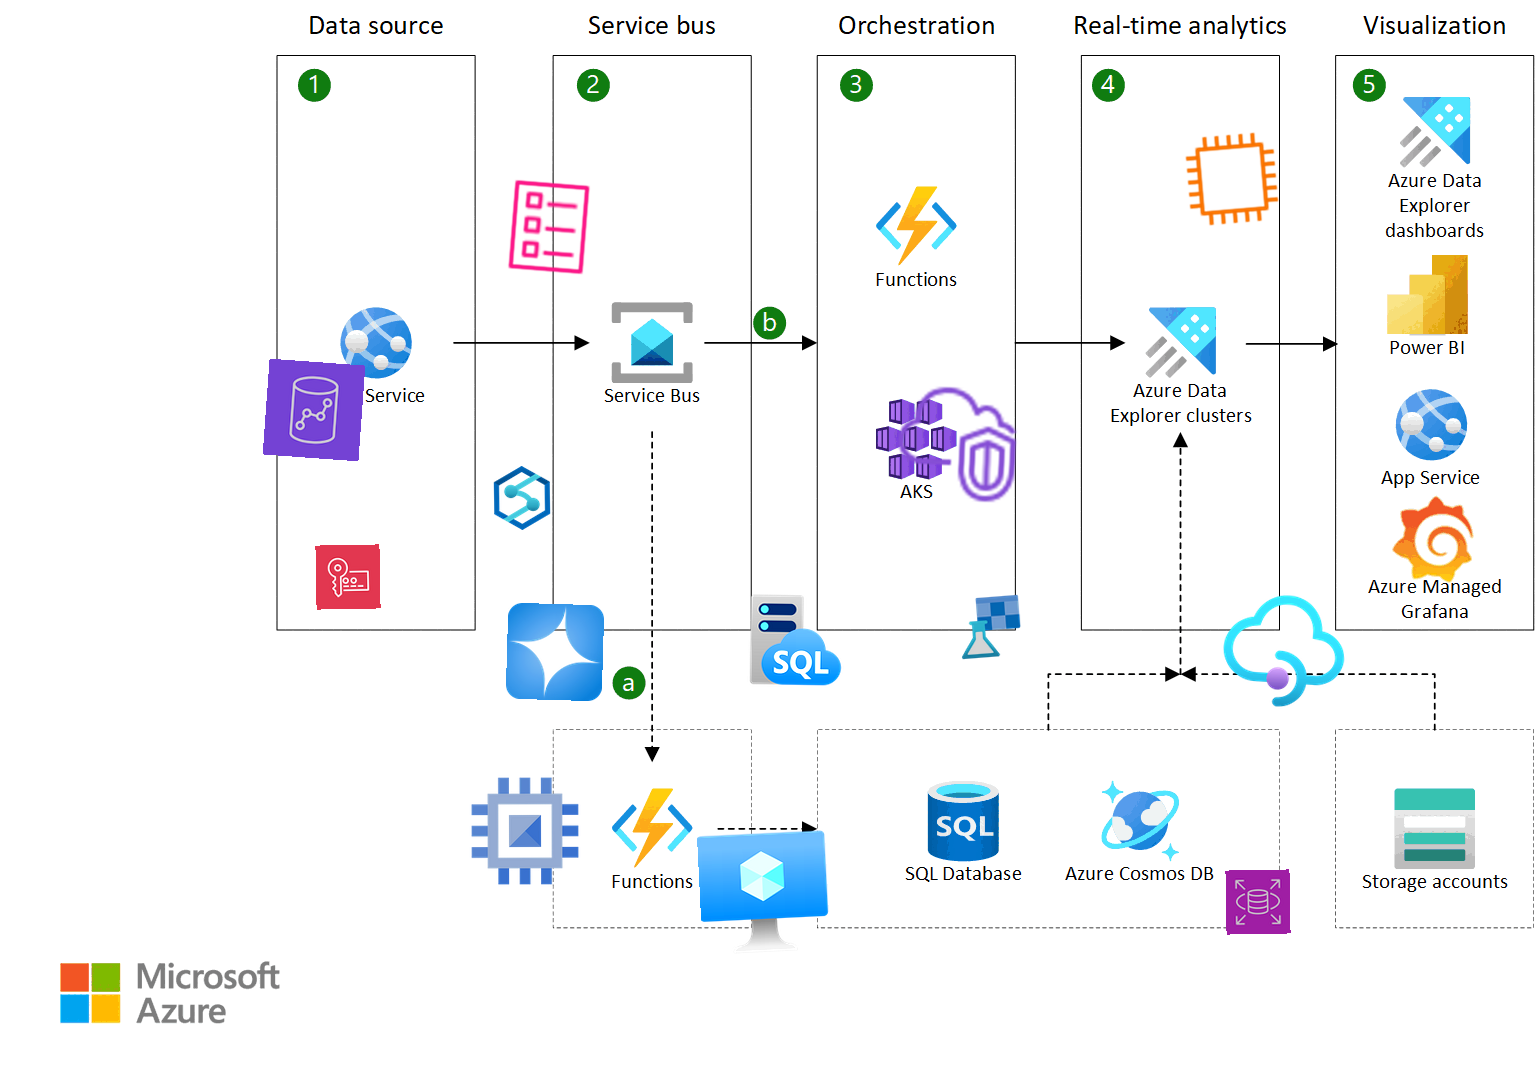 Data source
Service bus
Orchestration
Real-time analytics
Visualization
1
2
3
4
5
Azure Data
Explorer
dashboards
Functions
b
Power BI
Service
Service Bus
Azure Data
Explorer clusters
App Service
AKS
Azure Managed
Grafana
SQL
a
SQL
Functions
SQL Database
Azure Cosmos DB
Storage accounts
Microsoft
Azure